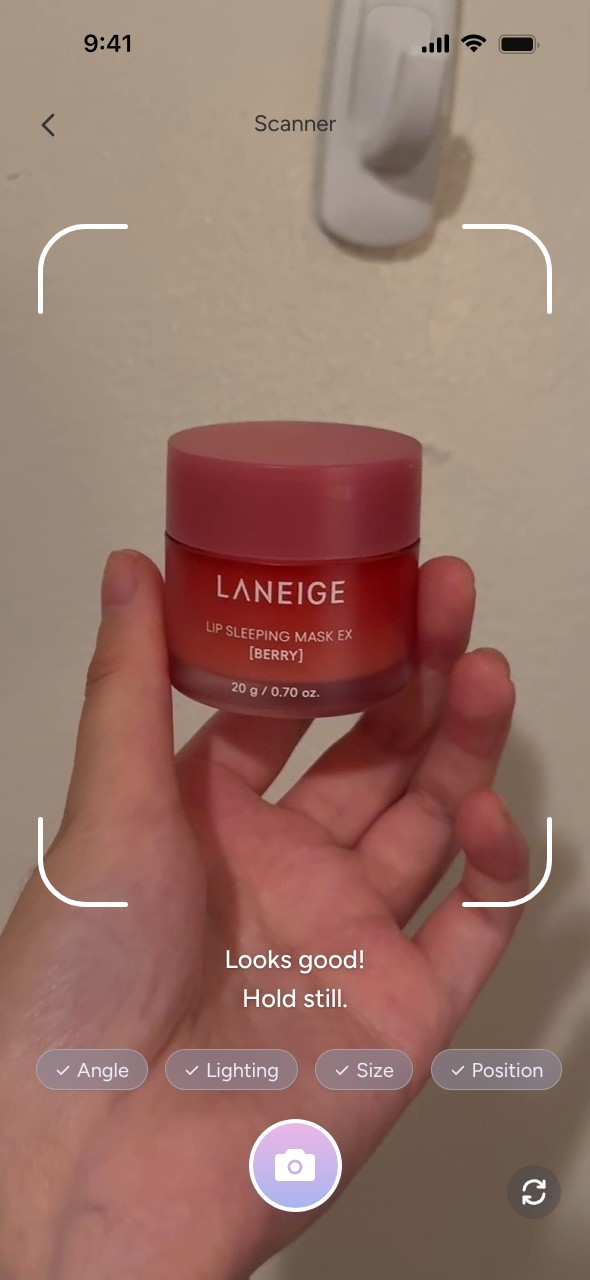 9:41
Scanner
LANEIGE
LIP SLEEPING MASK EX
[BERRY]
20 g / 0.70 oz.
Looks good!
Hold still.
Angle
Lighting
Size
Position